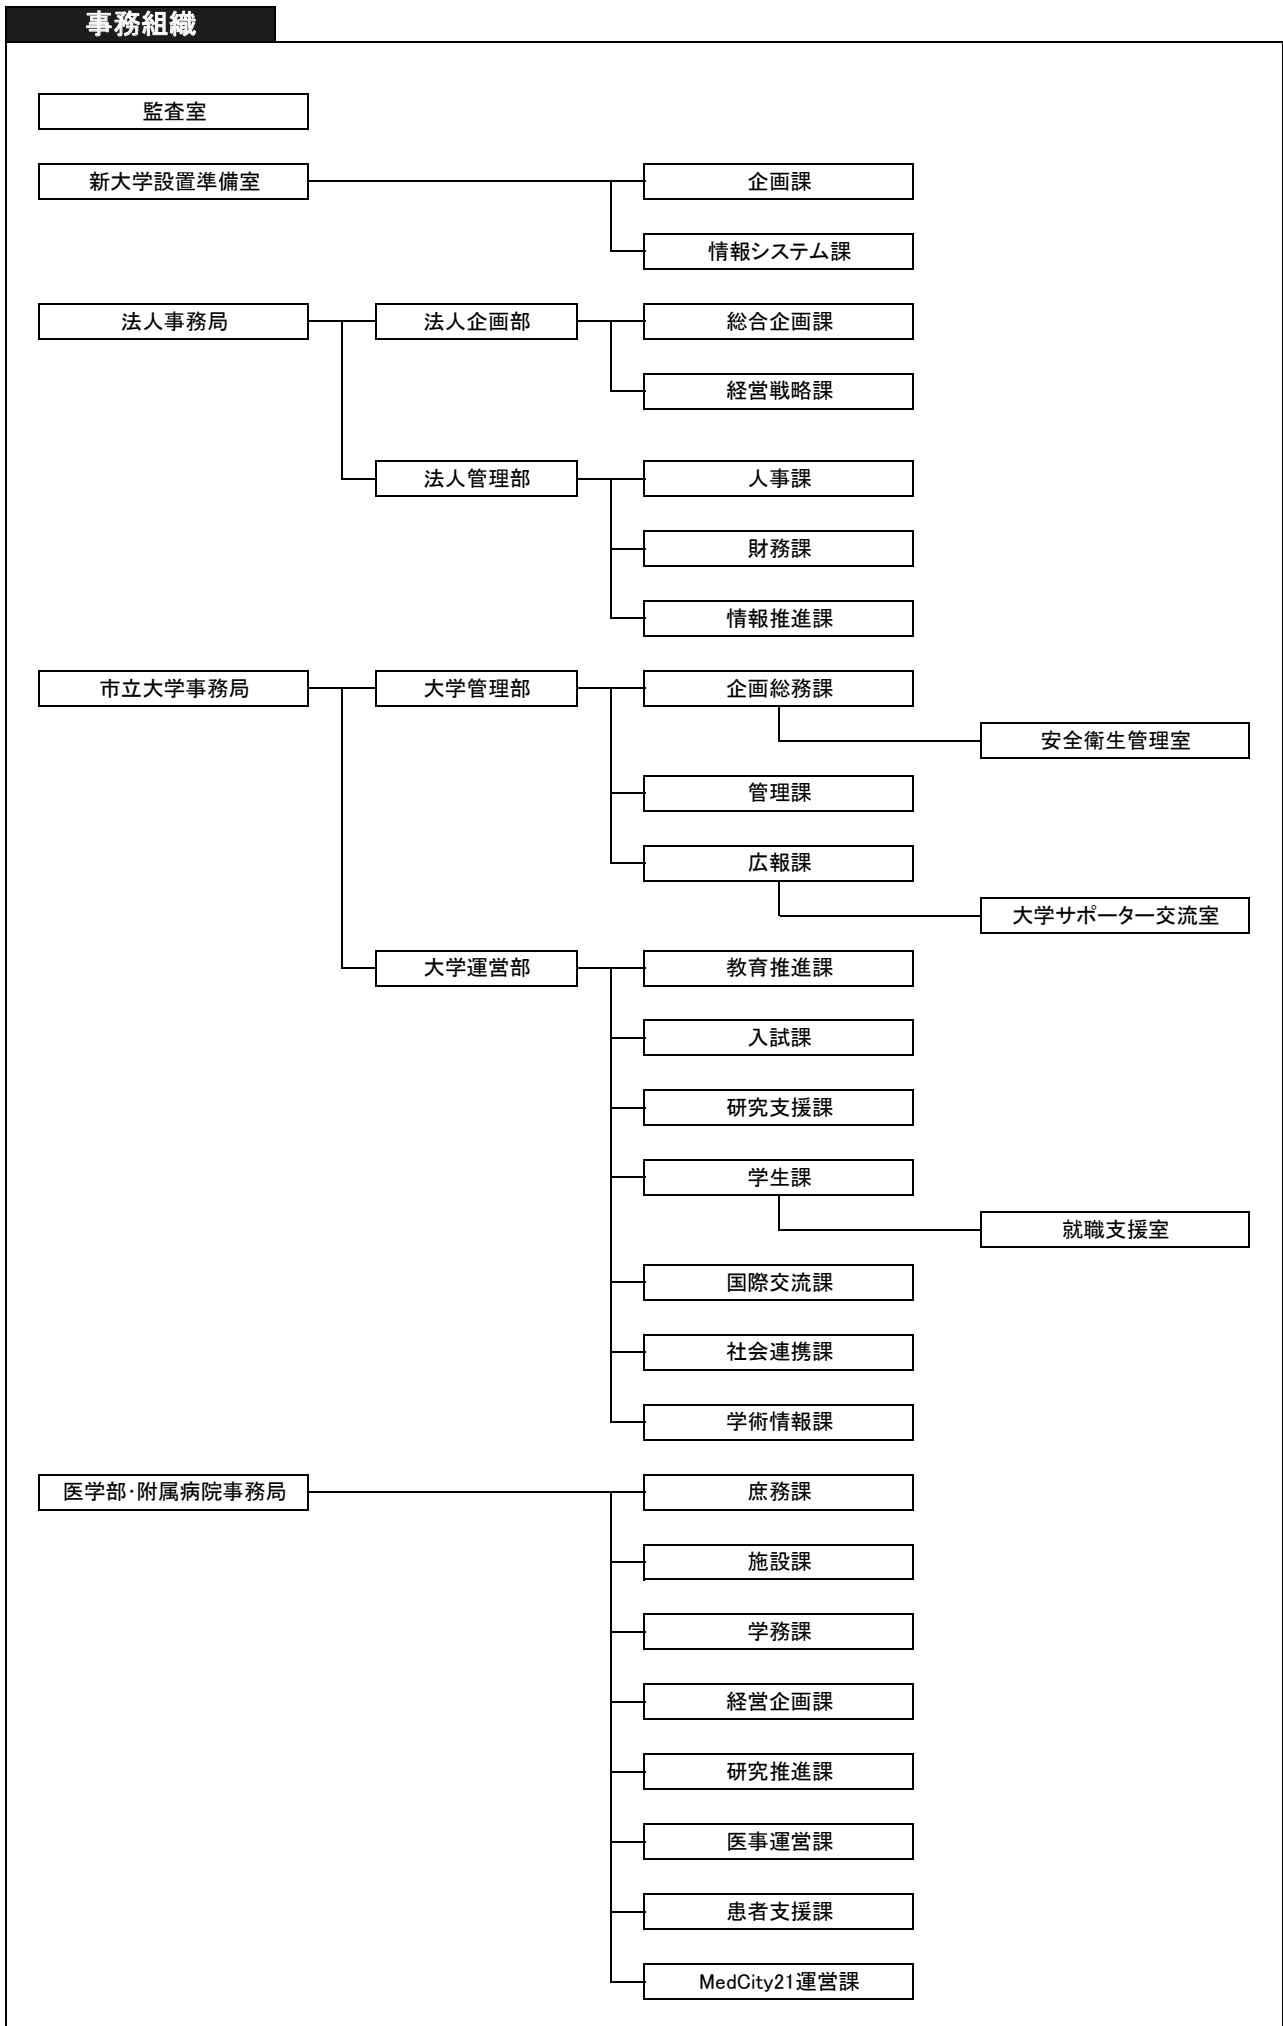 事務組織
監査室
新大学設置準備室
企画課
情報システム課
法人事務局
法人企画部
総合企画課
経営戦略課
法人管理部
人事課
財務課
情報推進課
市立大学事務局
大学管理部
企画総務課
安全衛生管理室
管理課
広報課
大学サポーター交流室
大学運営部
教育推進課
入試課
研究支援課
学生課
就職支援室
国際交流課
社会連携課
学術情報課
医学部・附属病院事務局
庶務課
施設課
学務課
経営企画課
研究推進課
医事運営課
患者支援課
MedCity21運営課